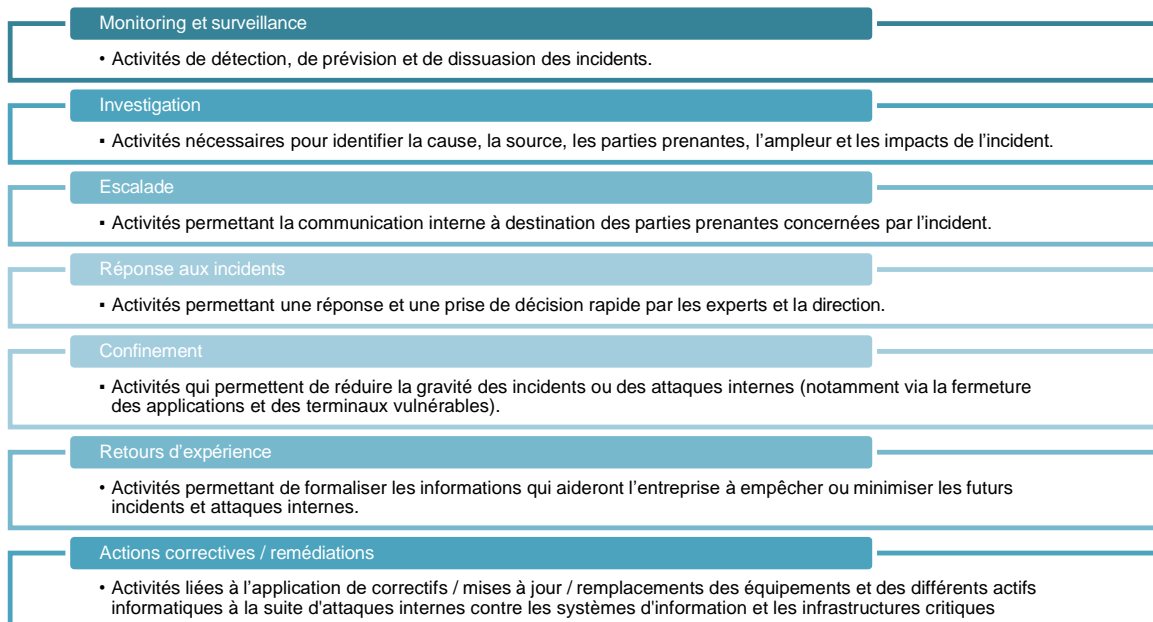 Monitoring et surveillance
• Activités de détection, de prévision et de dissuasion des incidents.
Investigation
▪ Activités nécessaires pour identifier la cause, la source, les parties prenantes, l’ampleur et les impacts de l’incident.
Escalade
▪ Activités permettant la communication interne à destination des parties prenantes concernées par l’incident.
Réponse aux incidents
▪ Activités permettant une réponse et une prise de décision rapide par les experts et la direction.
Confinement
▪ Activités qui permettent de réduire la gravité des incidents ou des attaques internes (notamment via la fermeture
des applications et des terminaux vulnérables).
Retours d’expérience
• Activités permettant de formaliser les informations qui aideront l’entreprise à empêcher ou minimiser les futurs
incidents et attaques internes.
Actions correctives / remédiations
• Activités liées à l’application de correctifs / mises à jour / remplacements des équipements et des différents actifs
informatiques à la suite d'attaques internes contre les systèmes d'information et les infrastructures critiques